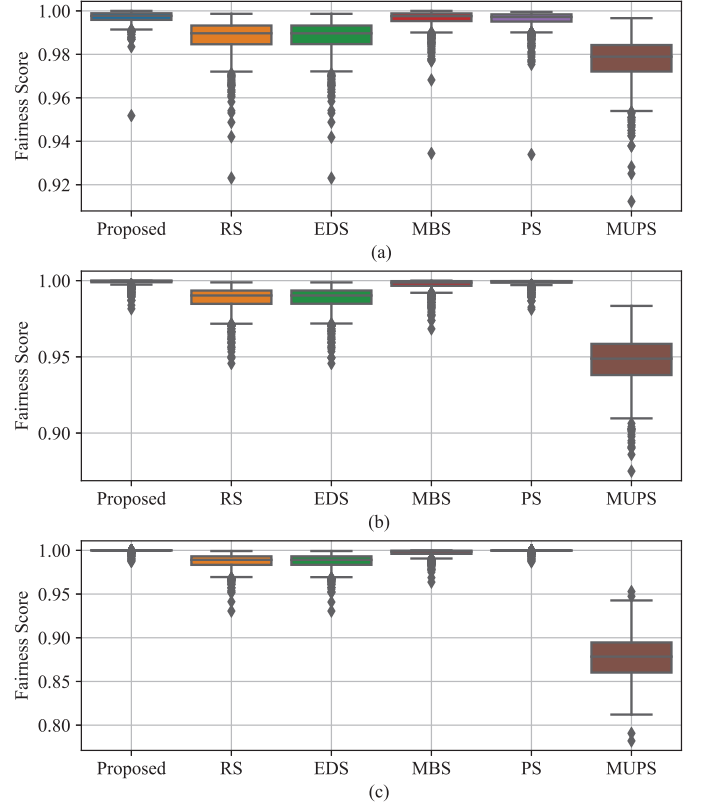 1.00
0.98
0.96
0.94
0.92
Fairness Score
Proposed RS EDS MBS PS MUPS
(a)
1.00
0.95
0.90
Fairness Score
Proposed RS EDS MBS PS MUPS
(b)
1.00
0.95
0.90
0.85
0.80
Fairness Score
Proposed RS EDS MBS PS MUPS
(c)